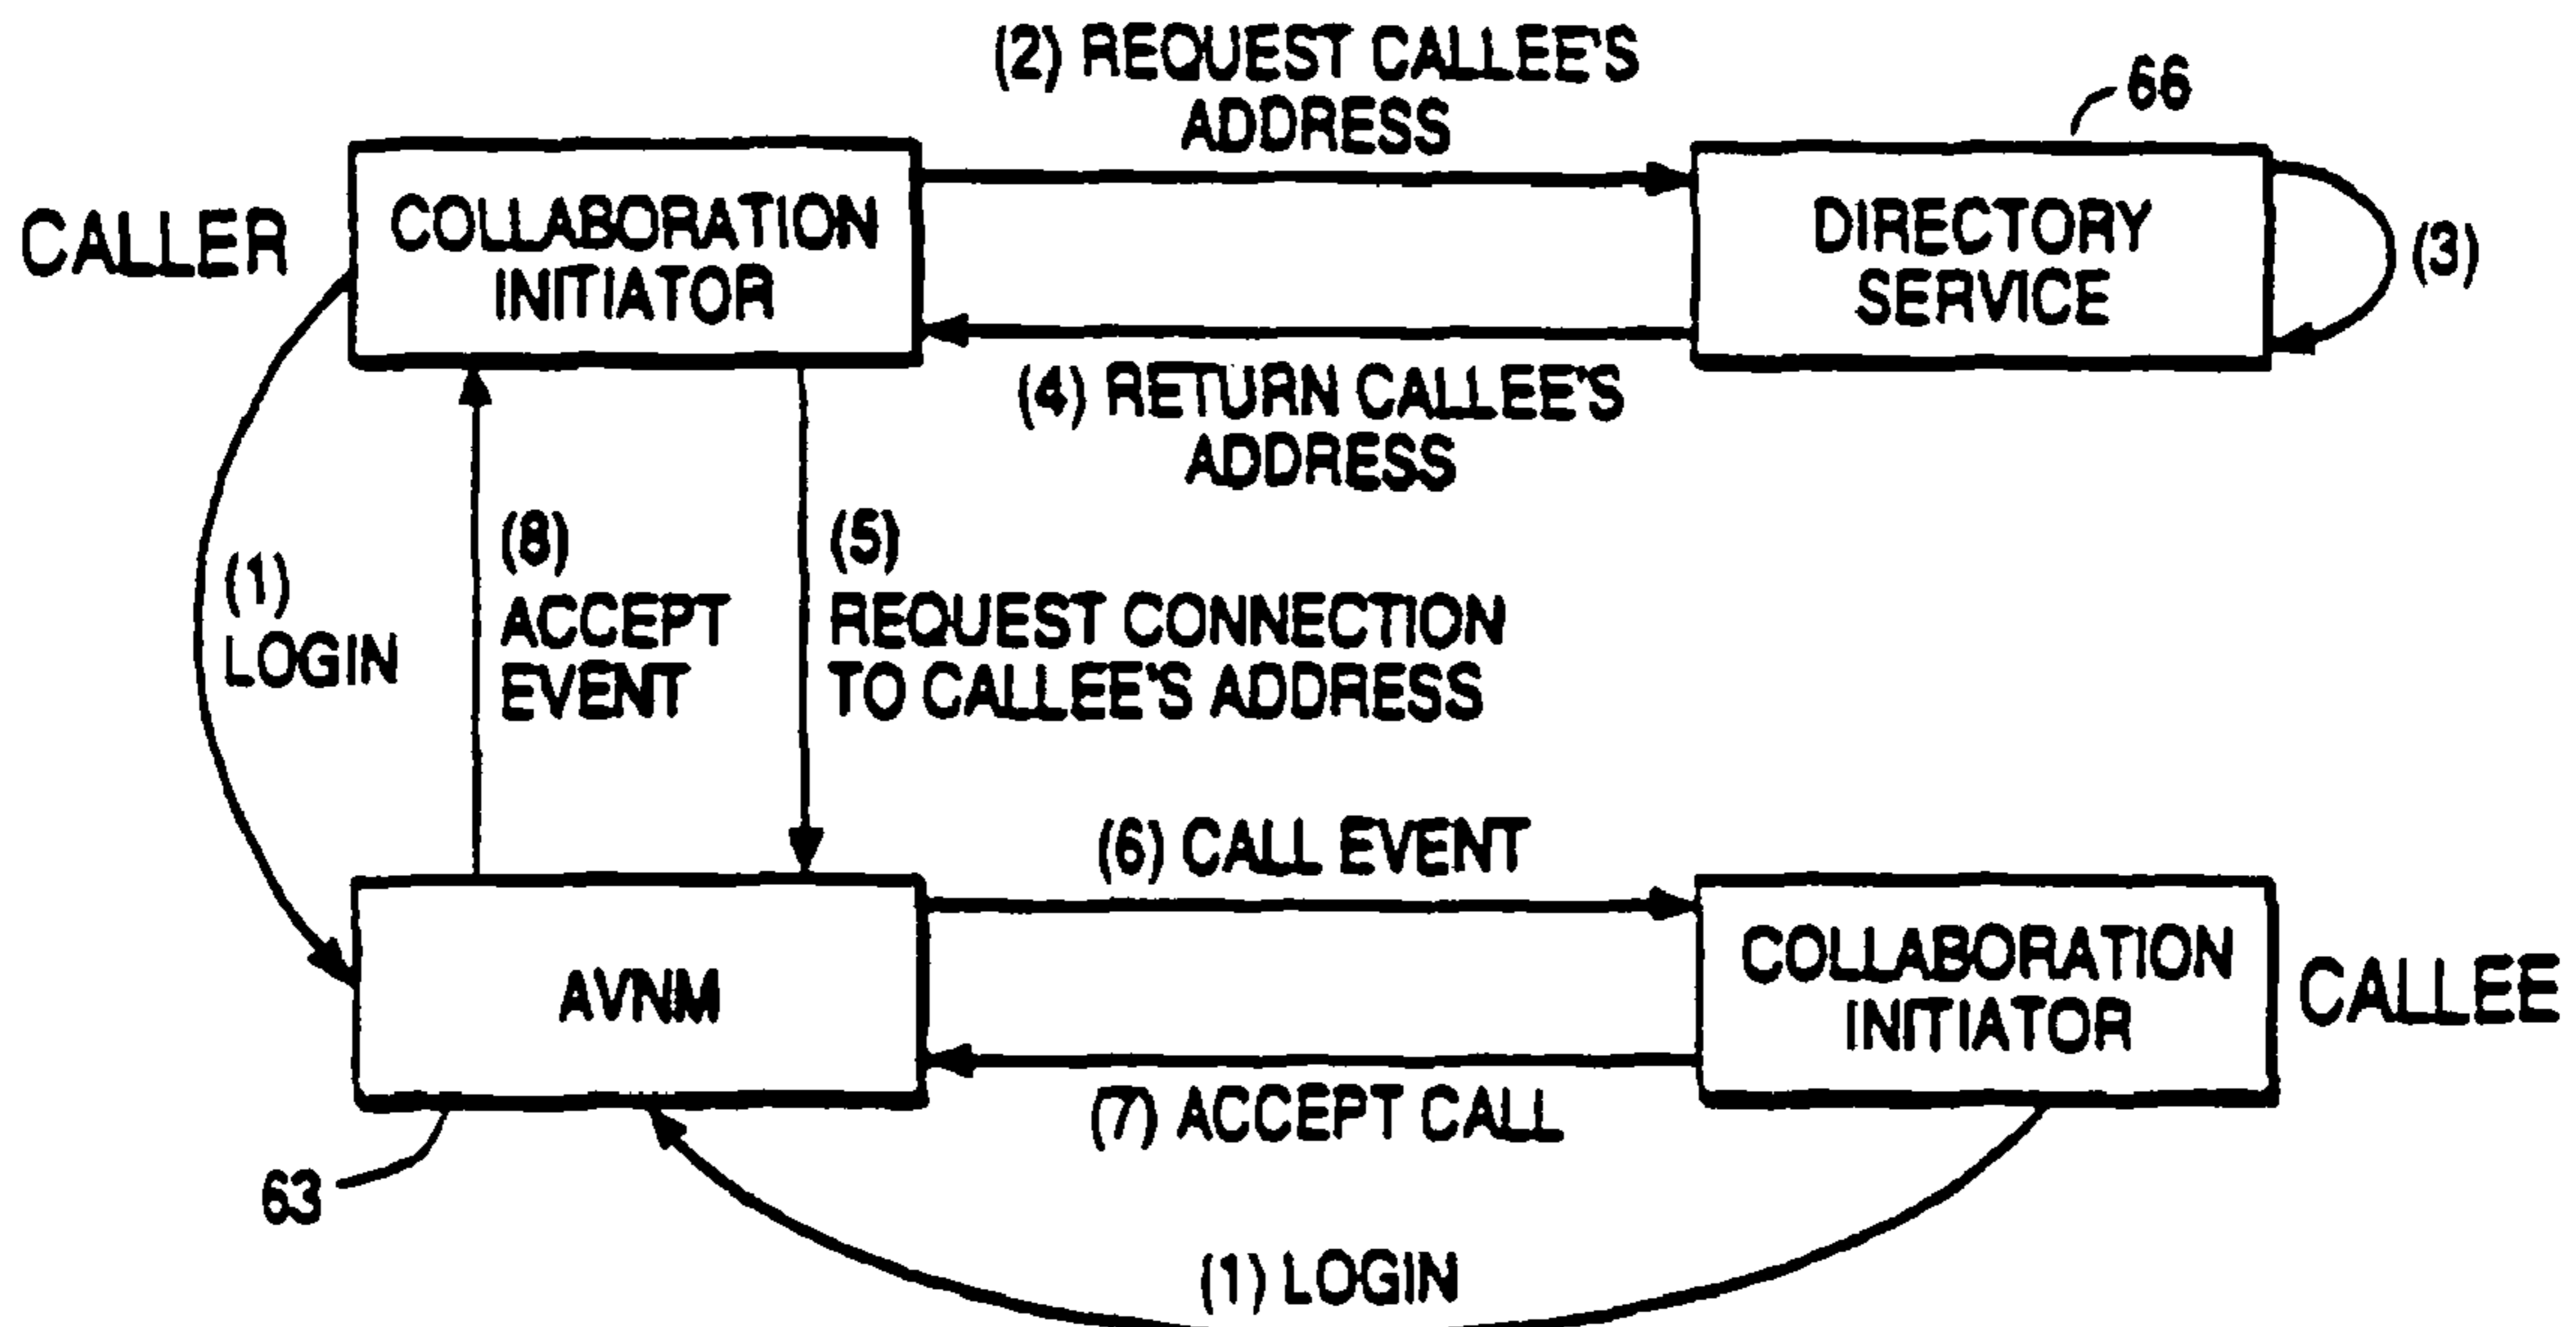 (2) REQUEST CALLEE'S
ADDRESS
66
CALLER
COLLABORATION
INITIATOR
DIRECTORY
SERVICE
(3)
(4) RETURN CALLEE'S
ADDRESS
(1)
LOGIN
(8)
ACCEPT
EVENT
(5)
REQUEST CONNECTION
TO CALLEE'S ADDRESS
(6) CALL EVENT
AVNM
COLLABORATION
INITIATOR
CALLEE
(7) ACCEPT CALL
63
(1) LOGIN